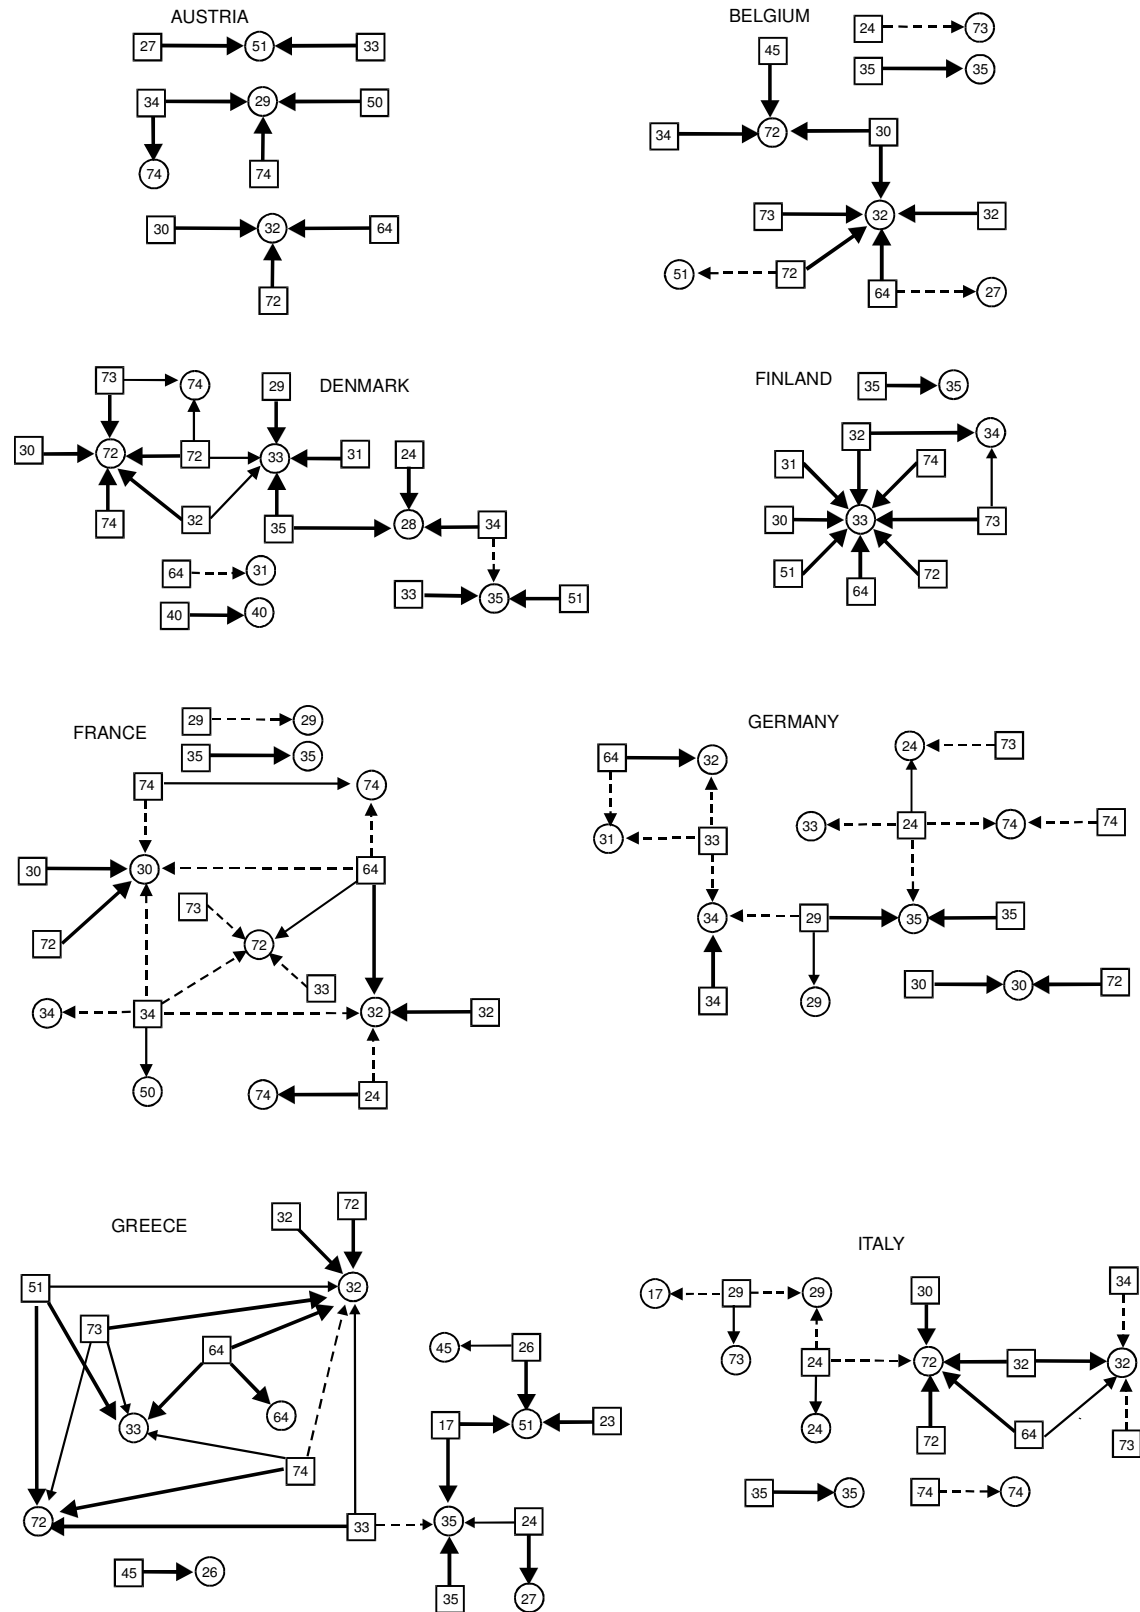 AUSTRIA
27 51 33
34 29 50
74 74
30 32 64
72
BELGIUM
24 73
45
35 35
34 72 30
73 32 32
51 72
64 27
DENMARK
73 74 29
30 72 72 33 31 24
74 32 35 28 34
64 31
33 35 51
40 40
FINLAND
35 35
32 34
31 74
30 33 73
51 64 72
FRANCE
29 29
35 35
74 74
30 30 64
73
72 72
33
34 34 32 32
50 74 24
GERMANY
64 32 24 73
31 33 33 24 74 74
34 29 35 35
34 29 30 30 72
GREECE
32 72
51 32
73
64
45 26
33 64
17 51 23
74
72 33 35 24
45 26
35 27
ITALY
17 29 29 30 34
73 24 72 32 32
24 72 64 73
35 35 74 74